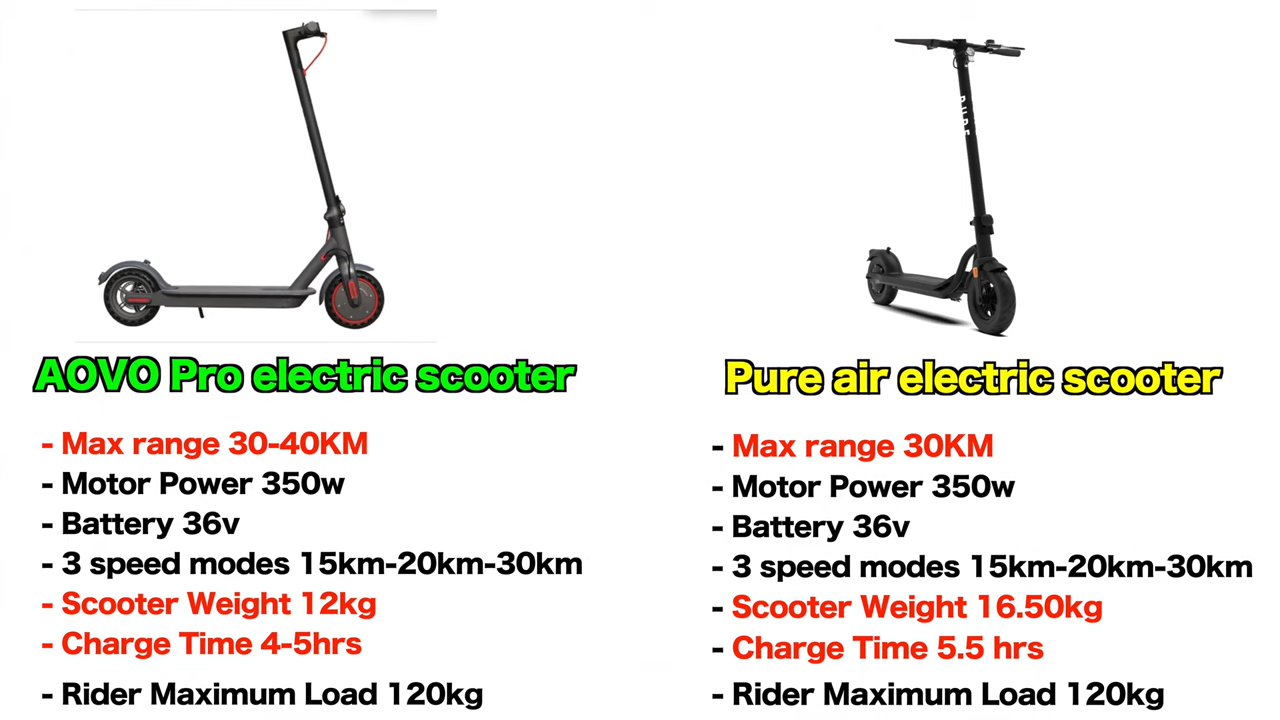 PURE
AOVO Pro electric scooter
- Max range 30-40KM
- Motor Power 350w
- Battery 36v
- 3 speed modes 15km-20km-30km
- Scooter Weight 12kg
- Charge Time 4-5hrs
- Rider Maximum Load 120kg
Pure air electric scooter
- Max range 30KM
- Motor Power 350w
- Battery 36v
- 3 speed modes 15km-20km-30km
- Scooter Weight 16.50kg
- Charge Time 5.5 hrs
- Rider Maximum Load 120kg